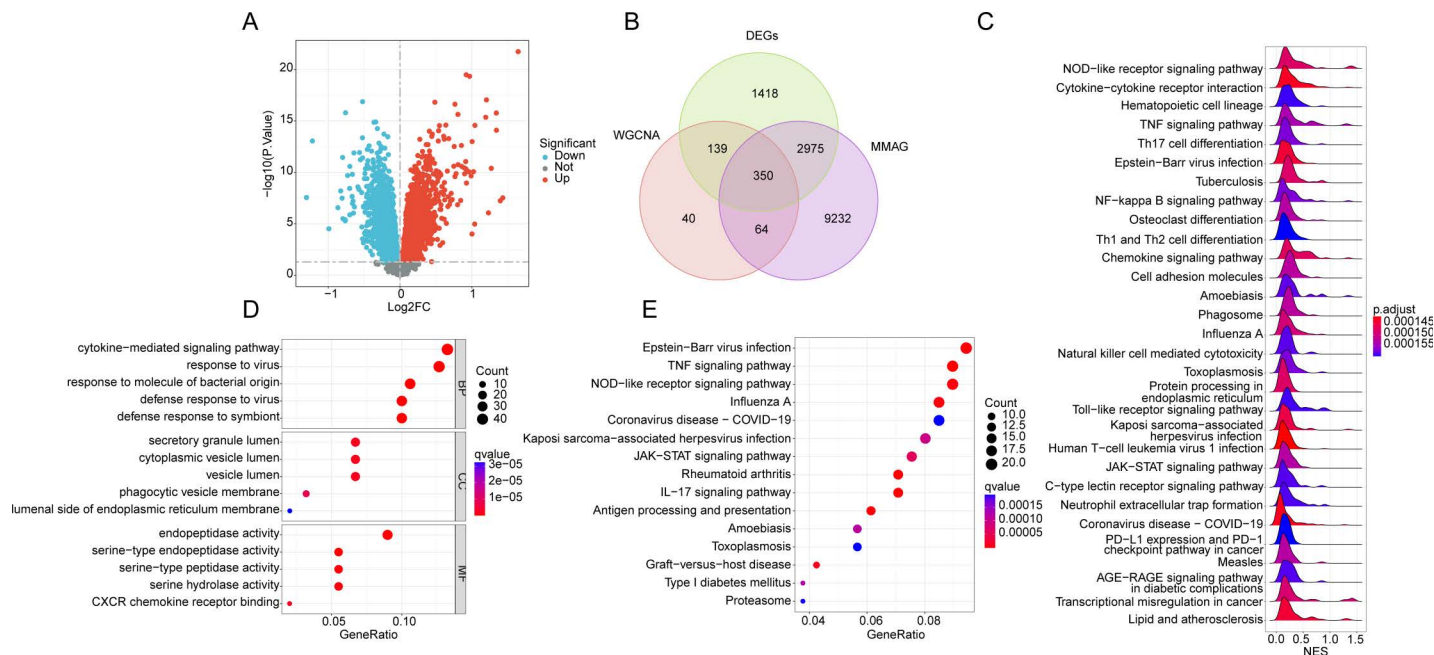 A
20
15
10
5
0
−log10(P.Value)
−1
0
1
Log2FC
Significant
Down
Not
Up
B
DEGs
WGCNA
MMAG
1418
139
2975
350
40
64
9232
C
NOD−like receptor signaling pathway
Cytokine−cytokine receptor interaction
Hematopoietic cell lineage
TNF signaling pathway
Th17 cell differentiation
Epstein−Barr virus infection
Tuberculosis
NF−kappa B signaling pathway
Osteoclast differentiation
Th1 and Th2 cell differentiation
Chemokine signaling pathway
Cell adhesion molecules
Amoebiasis
Phagosome
Influenza A
Natural killer cell mediated cytotoxicity
Toxoplasmosis
Protein processing in
endoplasmic reticulum
Toll−like receptor signaling pathway
Kaposi sarcoma−associated
herpesvirus infection
Human T−cell leukemia virus 1 infection
JAK−STAT signaling pathway
C−type lectin receptor signaling pathway
Neutrophil extracellular trap formation
Coronavirus disease − COVID−19
PD−L1 expression and PD−1
checkpoint pathway in cancer
Measles
AGE−RAGE signaling pathway
in diabetic complications
Transcriptional misregulation in cancer
Lipid and atherosclerosis
0.0 0.5 1.0 1.5
NES
p.adjust
0.000145
0.000150
0.000155
D
cytokine−mediated signaling pathway
response to virus
response to molecule of bacterial origin
defense response to virus
defense response to symbiont
BP
secretory granule lumen
cytoplasmic vesicle lumen
vesicle lumen
phagocytic vesicle membrane
lumenal side of endoplasmic reticulum membrane
CC
endopeptidase activity
serine−type endopeptidase activity
serine−type peptidase activity
serine hydrolase activity
CXCR chemokine receptor binding
MF
0.05 0.10
GeneRatio
Count
10
20
30
40
qvalue
3e−05
2e−05
1e−05
E
Epstein−Barr virus infection
TNF signaling pathway
NOD−like receptor signaling pathway
Influenza A
Coronavirus disease − COVID−19
Kaposi sarcoma−associated herpesvirus infection
JAK−STAT signaling pathway
Rheumatoid arthritis
IL−17 signaling pathway
Antigen processing and presentation
Amoebiasis
Toxoplasmosis
Graft−versus−host disease
Type I diabetes mellitus
Proteasome
0.04 0.06 0.08
GeneRatio
Count
10.0
12.5
15.0
17.5
20.0
qvalue
0.00015
0.00010
0.00005